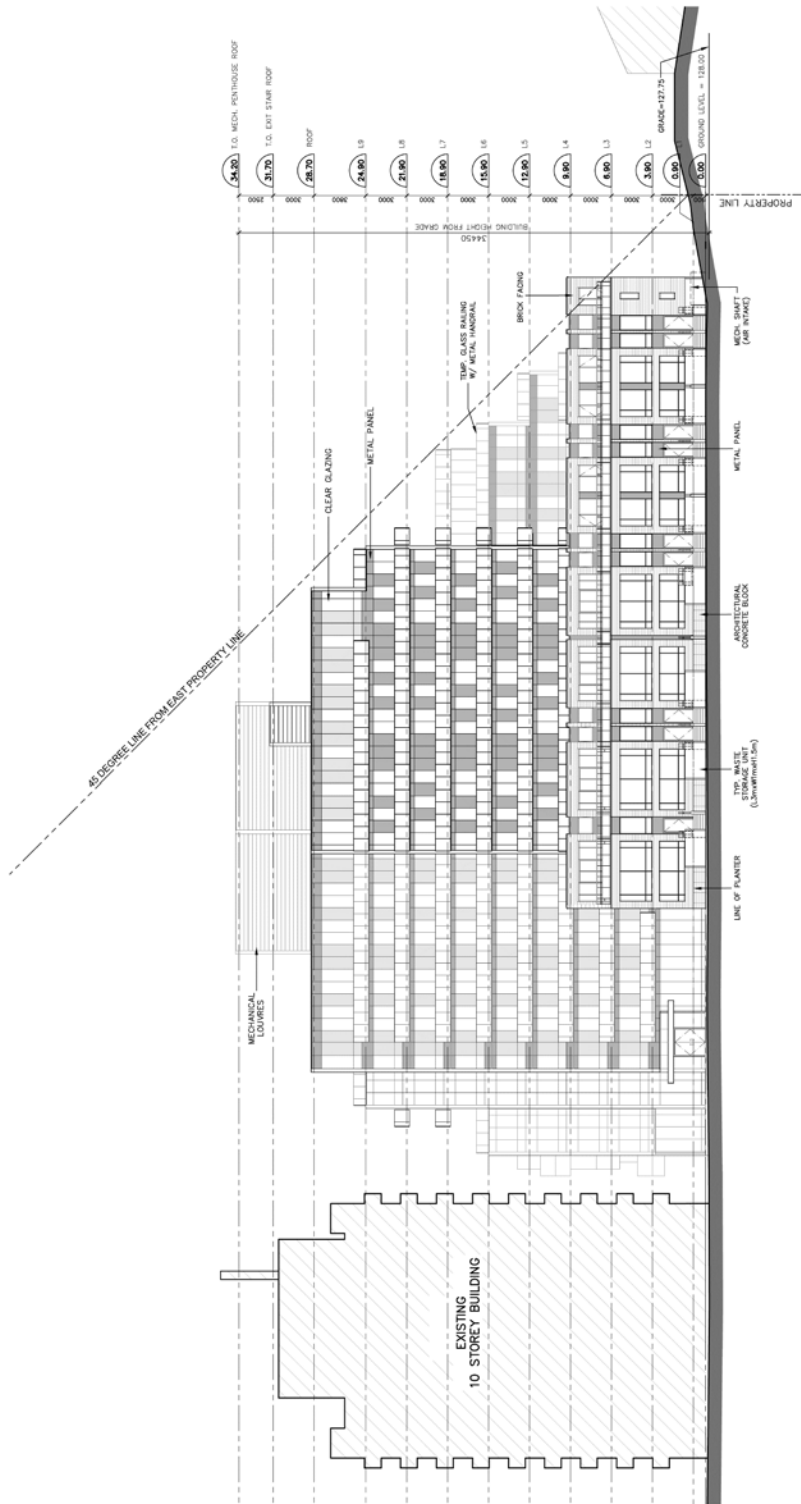 34.20
T.O. MECH. PENTHOUSE ROOF
31.70
T.O. EXIT STAIR ROOF
28.70
ROOF
24.90
L9
21.90
L8
18.90
L7
15.90
L6
12.90
L5
9.90
L4
6.90
L3
3.90
L2
0.90
0.00
GROUND LEVEL = 128.00
GRADE=127.75
PROPERTY LINE
2500
3000
3800
3000
3000
3000
3000
3000
3000
3000
3000
34450
BUILDING HEIGHT FROM GRADE
45 DEGREE LINE FROM EAST PROPERTY LINE
MECHANICAL
LOUVRES
CLEAR GLAZING
METAL PANEL
TEMP. GLASS RAILING
W/ METAL HANDRAIL
BRICK FACING
EXISTING
10 STOREY BUILDING
LINE OF PLANTER
TYP. WASTE
STORAGE UNIT
(L3mxW1mxH1.5m)
ARCHITECTURAL
CONCRETE BLOCK
METAL PANEL
MECH. SHAFT
(AIR INTAKE)